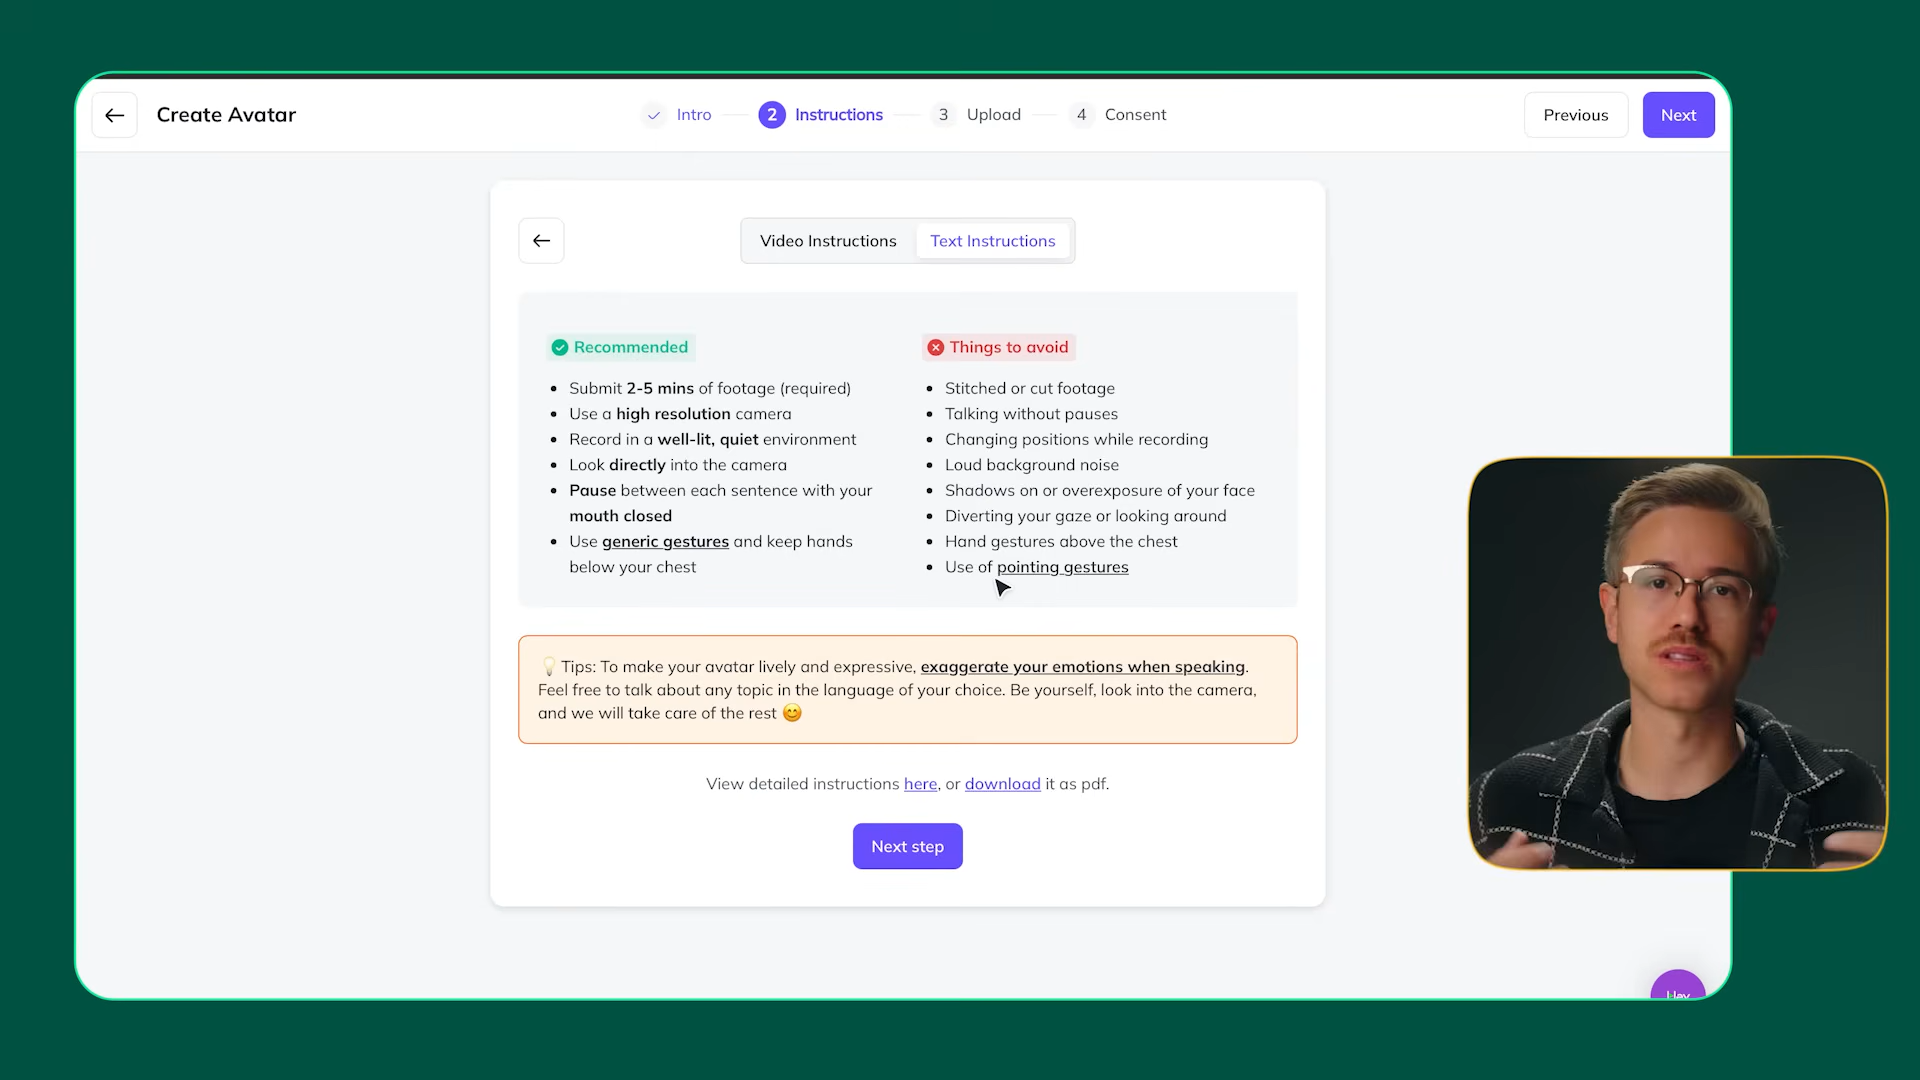 Create Avatar
Intro
2 Instructions
3 Upload
4 Consent
Previous
Next
Video Instructions
Text Instructions
Recommended
Submit 2-5 mins of footage (required)
Use a high resolution camera
Record in a well-lit, quiet environment
Look directly into the camera
Pause between each sentence with your
mouth closed
Use generic gestures and keep hands
below your chest
Things to avoid
Stitched or cut footage
Talking without pauses
Changing positions while recording
Loud background noise
Shadows on or overexposure of your face
Diverting your gaze or looking around
Hand gestures above the chest
Use of pointing gestures
Tips: To make your avatar lively and expressive, exaggerate your emotions when speaking.
Feel free to talk about any topic in the language of your choice. Be yourself, look into the camera,
and we will take care of the rest 😊
View detailed instructions here, or download it as pdf.
Next step